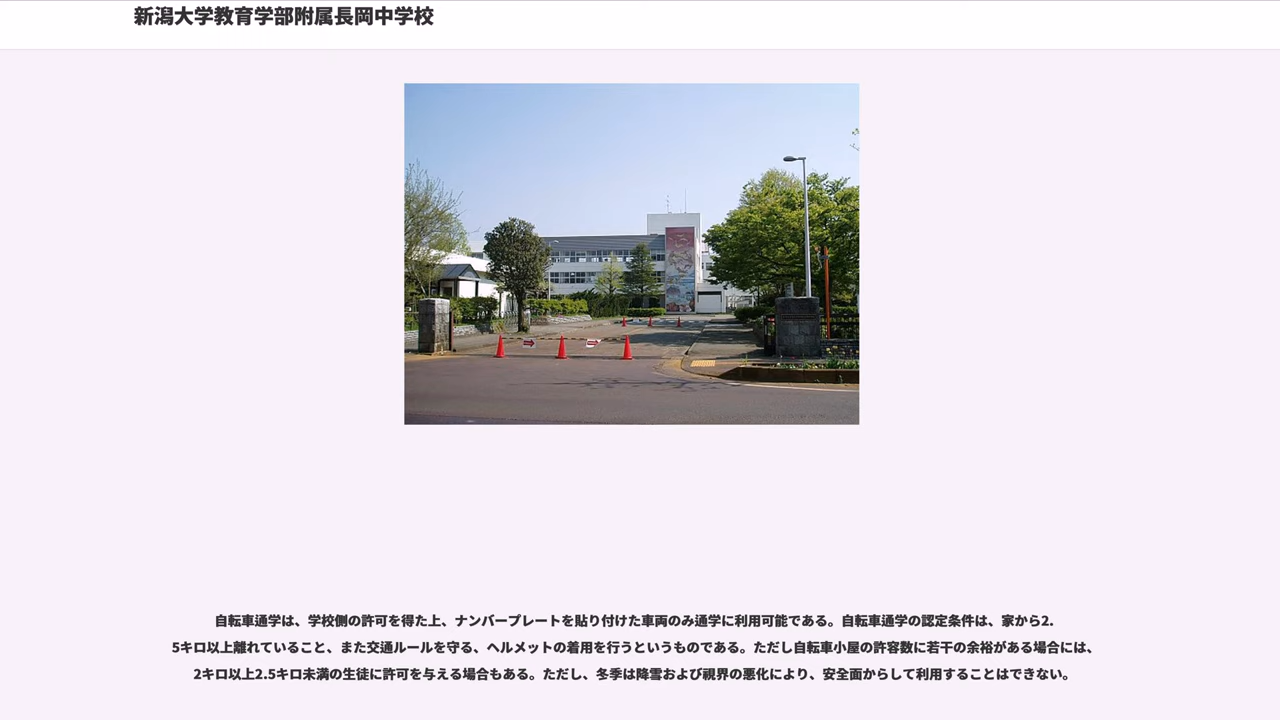 新潟大学教育学部附属長岡中学校
自転車通学は、学校側の許可を得た上、ナンバープレートを貼り付けた車両のみ通学に利用可能である。自転車通学の認定条件は、家から2.
5キロ以上離れていること、また交通ルールを守る、ヘルメットの着用を行うというものである。ただし自転車小屋の許容数に若干の余裕がある場合には、
2キロ以上2.5キロ未満の生徒に許可を与える場合もある。ただし、冬季は降雪および視界の悪化により、安全面からして利用することはできない。